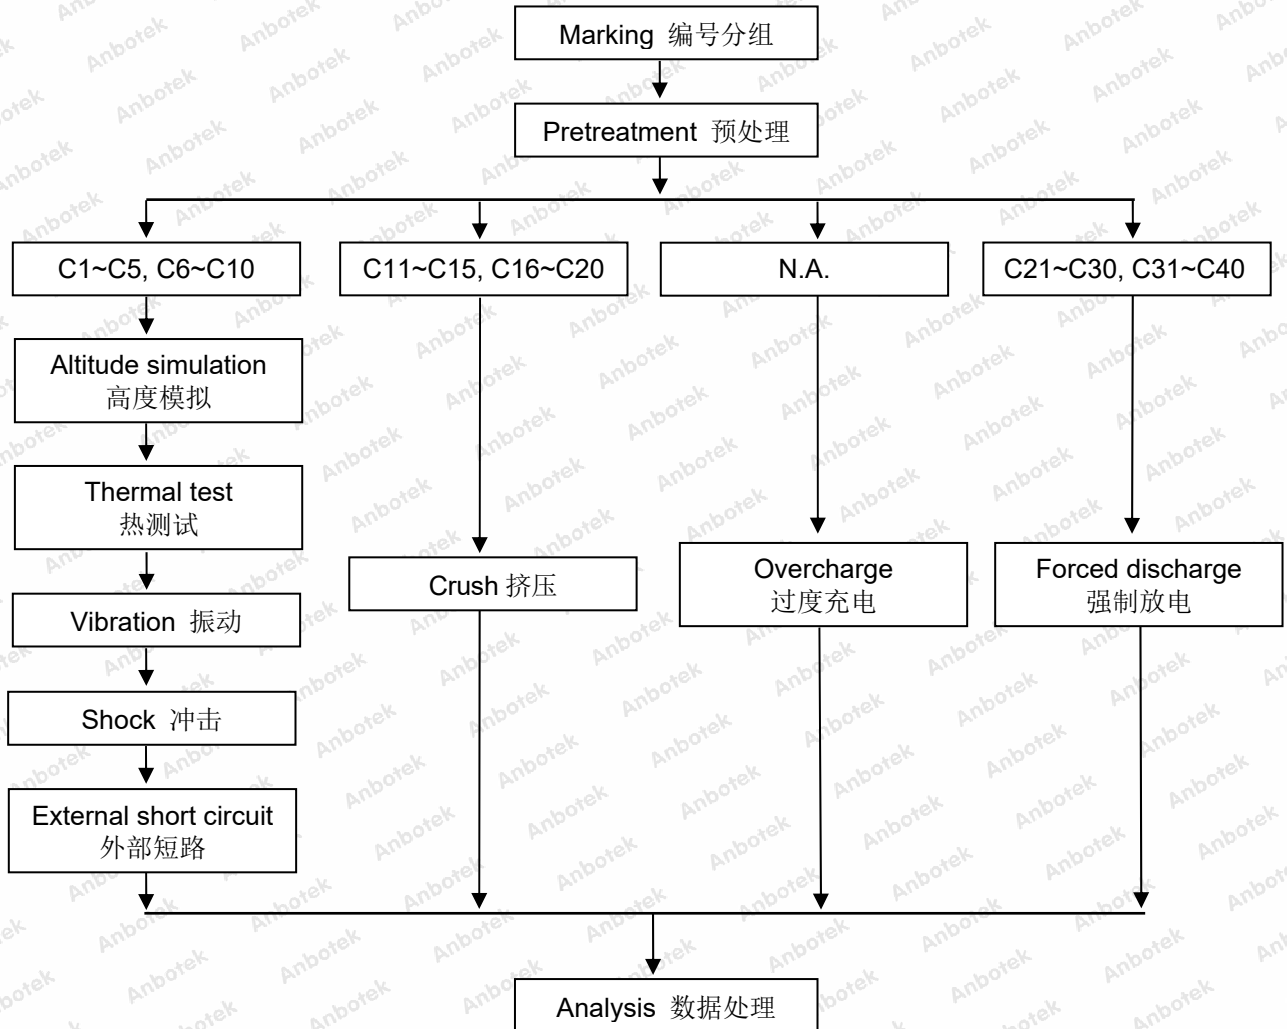 Marking 编号分组
Pretreatment 预处理
C1~C5, C6~C10
C11~C15, C16~C20
N.A.
C21~C30, C31~C40
Altitude simulation
高度模拟
Thermal test
热测试
Vibration 振动
Shock 冲击
External short circuit
外部短路
Crush 挤压
Overcharge
过度充电
Forced discharge
强制放电
Analysis 数据处理
Anbotek